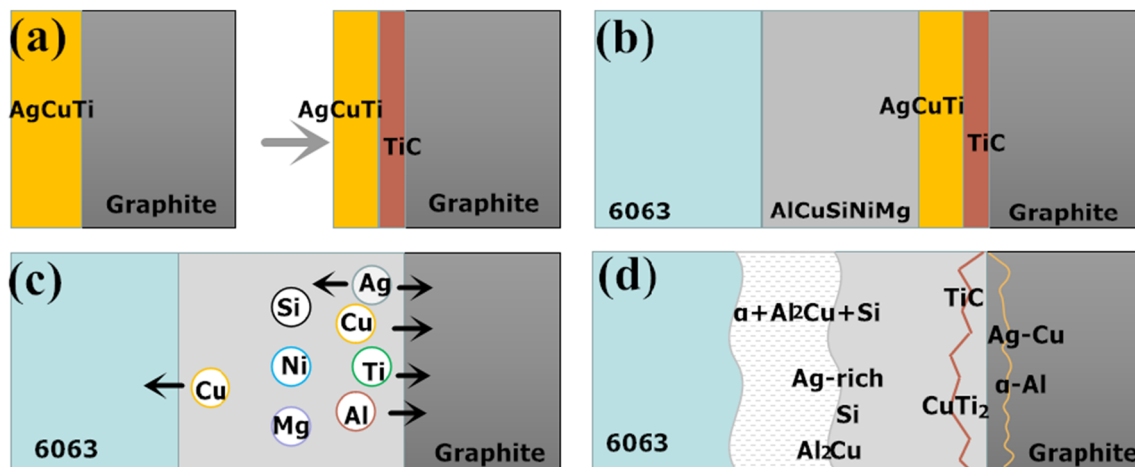 (a)
AgCuTi
Graphite
AgCuTi
TiC
Graphite
(b)
6063
AlCuSiNiMg
AgCuTi
TiC
Graphite
(c)
Si
Ag
Cu
Ni
Ti
Cu
Mg
Al
6063
Graphite
(d)
α+Al2Cu+Si
TiC
Ag-Cu
Ag-rich
α-Al
Si
CuTi2
Al2Cu
6063
Graphite